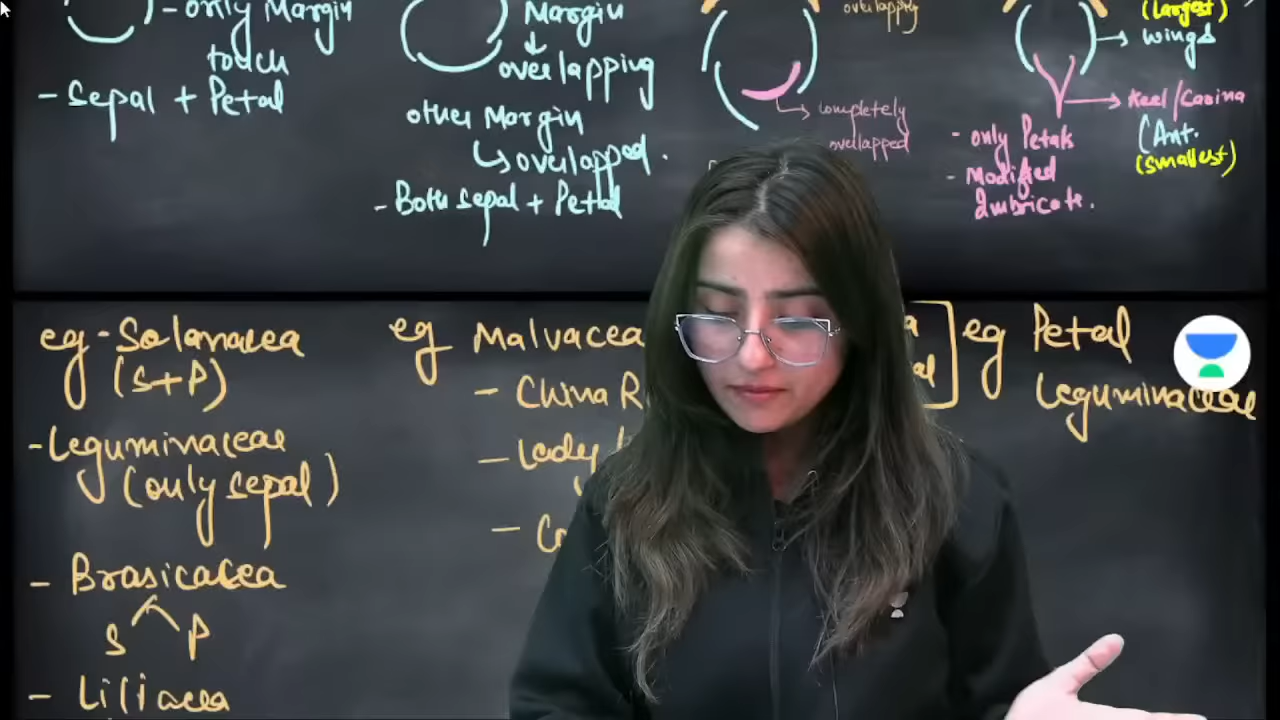 - only Margin
touch
- Sepal + Petal
Margin
overlapping
other Margin
overlapped.
- Both sepal + Petal
overlapping
completely
overlapped
(largest)
wings
Keel/Carina
(Ant.
(smallest)
- only Petals
- Modified
Imbricate.
eg - Solanacea
(S+P)
- Leguminaceae
(only sepal)
- Brasicacea
S P
- Liliacea
eg Malvacea
- China R
- Lady
eg Petal
Leguminaceae